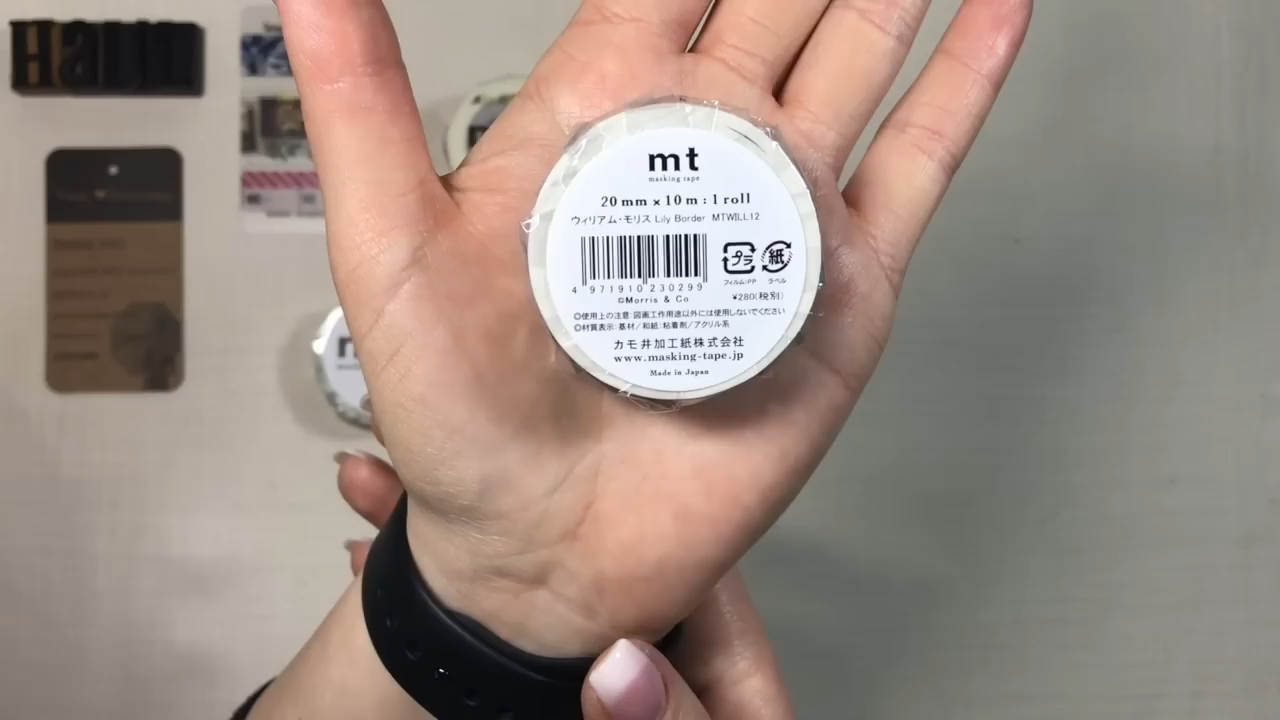 Haun
mt
masking tape
20mm x 10m : 1 roll
ウィリアム・モリス Lily Border MTWILL12
プラ
紙
フィルム:PP
ラベル
4 971910 230299
©Morris & Co
¥280(税別)
◎使用上の注意:図画工作用途以外には使用しないでください
◎材質表示:基材/和紙:粘着剤/アクリル系
カモ井加工紙株式会社
www.masking-tape.jp
Made in Japan